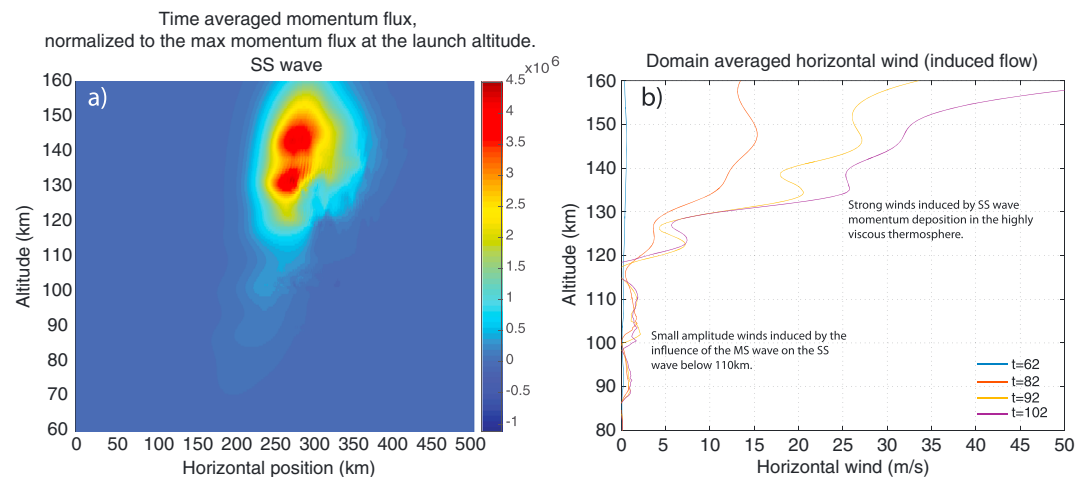 Time averaged momentum flux,
normalized to the max momentum flux at the launch altitude.
SS wave
a)
160
150
140
130
120
110
100
90
80
70
60
Altitude (km)
0 50 100 150 200 250 300 350 400 450 500
Horizontal position (km)
×10⁶
4.5
4
3.5
3
2.5
2
1.5
1
0.5
0
-0.5
-1
Domain averaged horizontal wind (induced flow)
b)
160
150
140
130
120
110
100
90
80
Altitude (km)
Strong winds induced by SS wave
momentum deposition in the highly
viscous thermosphere.
Small amplitude winds induced by the
influence of the MS wave on the SS
wave below 110km.
t=62
t=82
t=92
t=102
0 5 10 15 20 25 30 35 40 45 50
Horizontal wind (m/s)